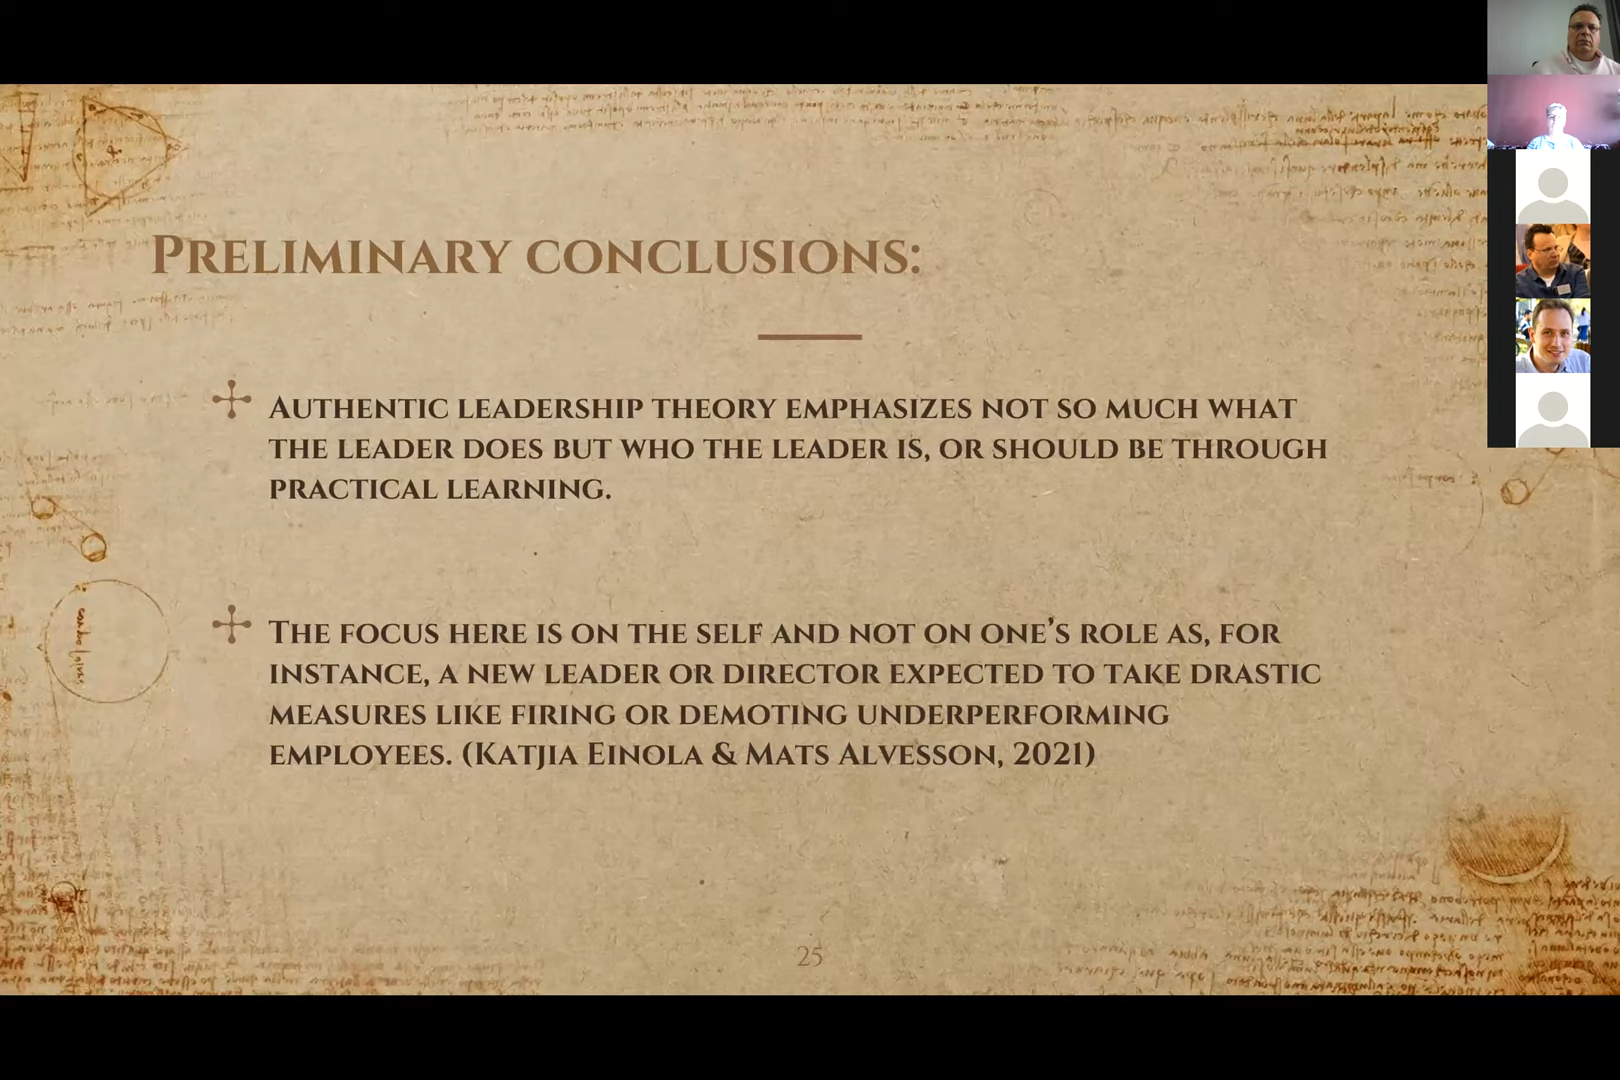 Preliminary conclusions:
Authentic leadership theory emphasizes not so much what
the leader does but who the leader is, or should be through
practical learning.
The focus here is on the self and not on one's role as, for
instance, a new leader or director expected to take drastic
measures like firing or demoting underperforming
employees. (Katjia Einola & Mats Alvesson, 2021)
25